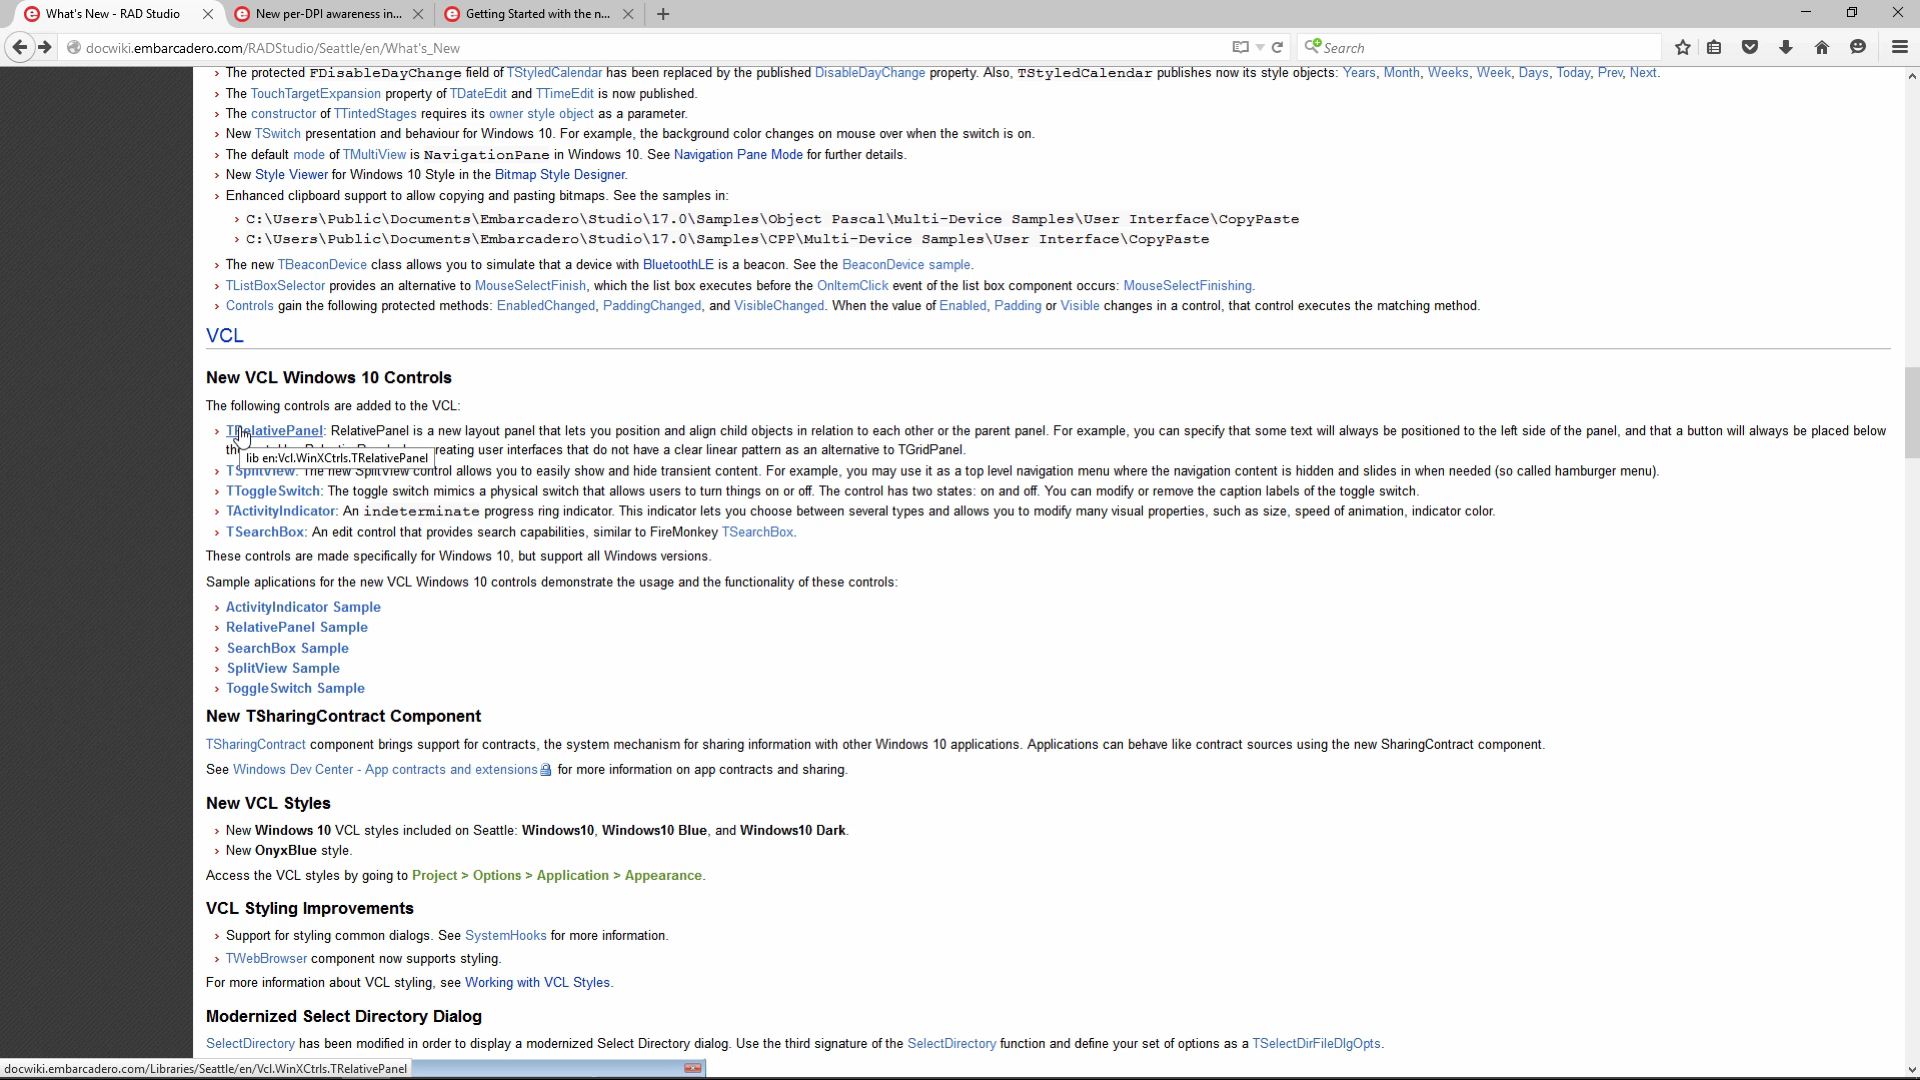 What's New - RAD Studio
New per-DPI awareness in...
Getting Started with the n...
docwiki.embarcadero.com/RADStudio/Seattle/en/What's_New
Search
The protected FDisableDayChange field of TStyledCalendar has been replaced by the published DisableDayChange property. Also, TStyledCalendar publishes now its style objects: Years, Month, Weeks, Week, Days, Today, Prev, Next.
The TouchTargetExpansion property of TDateEdit and TTimeEdit is now published.
The constructor of TTintedStages requires its owner style object as a parameter.
New TSwitch presentation and behaviour for Windows 10. For example, the background color changes on mouse over when the switch is on.
The default mode of TMultiView is NavigationPane in Windows 10. See Navigation Pane Mode for further details.
New Style Viewer for Windows 10 Style in the Bitmap Style Designer.
Enhanced clipboard support to allow copying and pasting bitmaps. See the samples in:
C:\Users\Public\Documents\Embarcadero\Studio\17.0\Samples\Object Pascal\Multi-Device Samples\User Interface\CopyPaste
C:\Users\Public\Documents\Embarcadero\Studio\17.0\Samples\CPP\Multi-Device Samples\User Interface\CopyPaste
The new TBeaconDevice class allows you to simulate that a device with BluetoothLE is a beacon. See the BeaconDevice sample.
TListBoxSelector provides an alternative to MouseSelectFinish, which the list box executes before the OnItemClick event of the list box component occurs: MouseSelectFinishing.
Controls gain the following protected methods: EnabledChanged, PaddingChanged, and VisibleChanged. When the value of Enabled, Padding or Visible changes in a control, that control executes the matching method.
VCL
New VCL Windows 10 Controls
The following controls are added to the VCL:
TRelativePanel: RelativePanel is a new layout panel that lets you position and align child objects in relation to each other or the parent panel. For example, you can specify that some text will always be positioned to the left side of the panel, and that a button will always be placed below
reating user interfaces that do not have a clear linear pattern as an alternative to TGridPanel.
lib en:Vcl.WinXCtrls.TRelativePanel
TSplitView: The new SplitView control allows you to easily show and hide transient content. For example, you may use it as a top level navigation menu where the navigation content is hidden and slides in when needed (so called hamburger menu).
TToggleSwitch: The toggle switch mimics a physical switch that allows users to turn things on or off. The control has two states: on and off. You can modify or remove the caption labels of the toggle switch.
TActivityIndicator: An indeterminate progress ring indicator. This indicator lets you choose between several types and allows you to modify many visual properties, such as size, speed of animation, indicator color.
TSearchBox: An edit control that provides search capabilities, similar to FireMonkey TSearchBox.
These controls are made specifically for Windows 10, but support all Windows versions.
Sample aplications for the new VCL Windows 10 controls demonstrate the usage and the functionality of these controls:
ActivityIndicator Sample
RelativePanel Sample
SearchBox Sample
SplitView Sample
ToggleSwitch Sample
New TSharingContract Component
TSharingContract component brings support for contracts, the system mechanism for sharing information with other Windows 10 applications. Applications can behave like contract sources using the new SharingContract component.
See Windows Dev Center - App contracts and extensions for more information on app contracts and sharing.
New VCL Styles
New Windows 10 VCL styles included on Seattle: Windows10, Windows10 Blue, and Windows10 Dark.
New OnyxBlue style.
Access the VCL styles by going to Project > Options > Application > Appearance.
VCL Styling Improvements
Support for styling common dialogs. See SystemHooks for more information.
TWebBrowser component now supports styling.
For more information about VCL styling, see Working with VCL Styles.
Modernized Select Directory Dialog
SelectDirectory has been modified in order to display a modernized Select Directory dialog. Use the third signature of the SelectDirectory function and define your set of options as a TSelectDirFileDlgOpts.
docwiki.embarcadero.com/Libraries/Seattle/en/Vcl.WinXCtrls.TRelativePanel